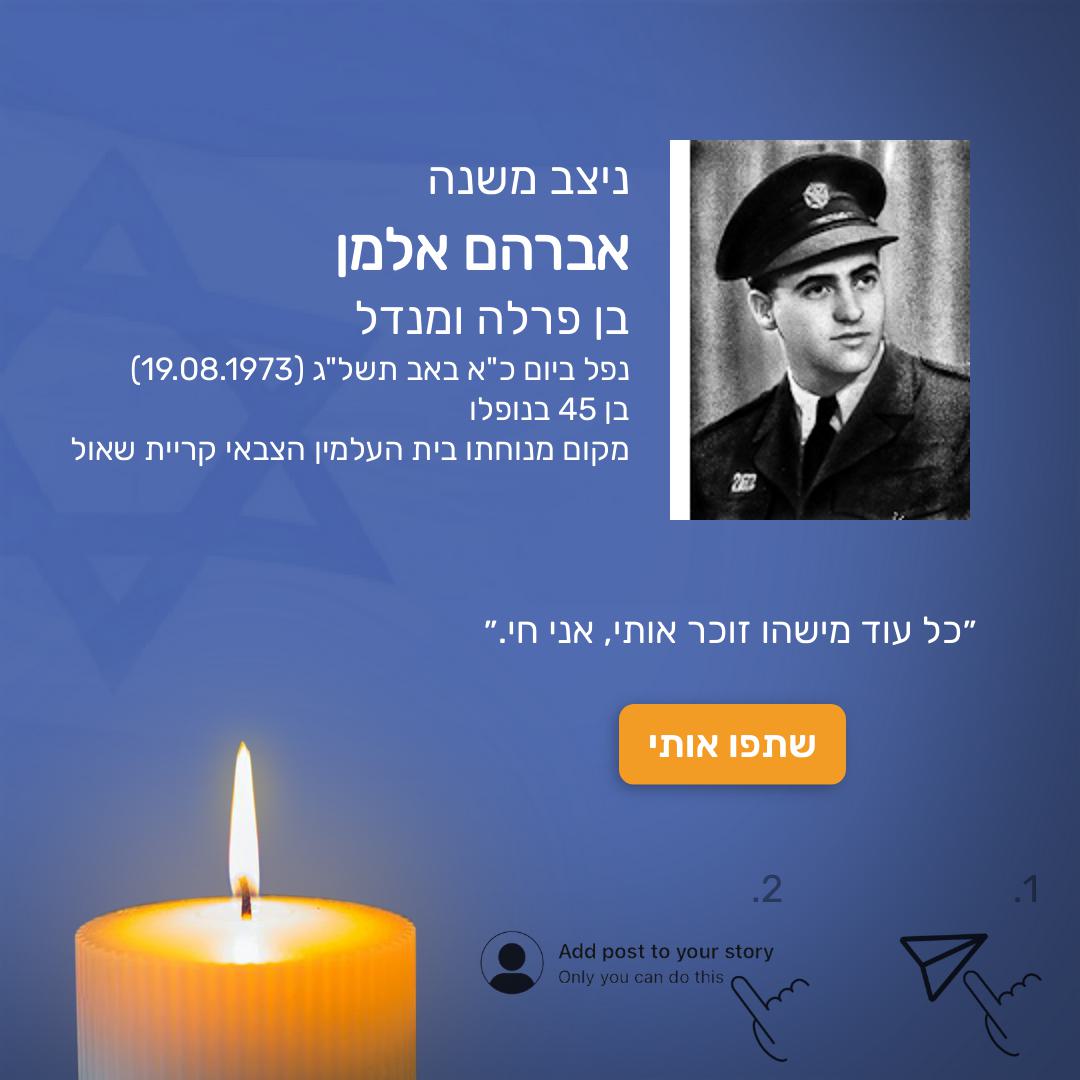 ניצב משנה
אברהם אלמן
בן פרלה ומנדל
נפל ביום כ"א באב תשל"ג (19.08.1973)
בן 45 בנופלו
מקום מנוחתו בית העלמין הצבאי קריית שאול
״כל עוד מישהו זוכר אותי, אני חי.״
שתפו אותי
1.
2.
Add post to your story
Only you can do this